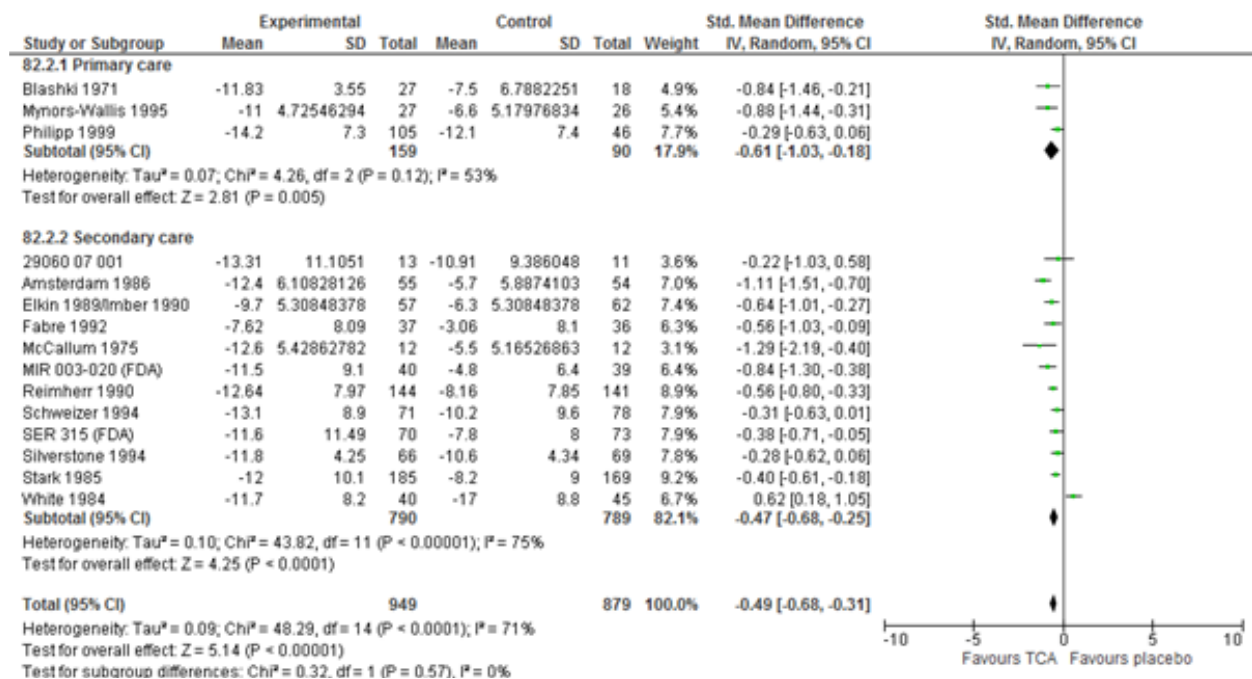 Experimental Control Std. Mean Difference Std. Mean Difference
Study or Subgroup Mean SD Total Mean SD Total Weight IV, Random, 95% CI IV, Random, 95% CI
82.2.1 Primary care
Blashki 1971 -11.83 3.55 27 -7.5 6.7882251 18 4.9% -0.84 [-1.46, -0.21]
Mynors-Wallis 1995 -11 4.72546294 27 -6.6 5.17976834 26 5.4% -0.88 [-1.44, -0.31]
Philipp 1999 -14.2 7.3 105 -12.1 7.4 46 7.7% -0.29 [-0.63, 0.06]
Subtotal (95% CI) 159 90 17.9% -0.61 [-1.03, -0.18]
Heterogeneity: Tau² = 0.07; Chi² = 4.26, df = 2 (P = 0.12); I² = 53%
Test for overall effect: Z = 2.81 (P = 0.005)
82.2.2 Secondary care
29060 07 001 -13.31 11.1051 13 -10.91 9.386048 11 3.6% -0.22 [-1.03, 0.58]
Amsterdam 1986 -12.4 6.10828126 55 -5.7 5.8874103 54 7.0% -1.11 [-1.51, -0.70]
Elkin 1989/Imber 1990 -9.7 5.30848378 57 -6.3 5.30848378 62 7.4% -0.64 [-1.01, -0.27]
Fabre 1992 -7.62 8.09 37 -3.06 8.1 36 6.3% -0.56 [-1.03, -0.09]
McCallum 1975 -12.6 5.42862782 12 -5.5 5.16526863 12 3.1% -1.29 [-2.19, -0.40]
MIR 003-020 (FDA) -11.5 9.1 40 -4.8 6.4 39 6.4% -0.84 [-1.30, -0.38]
Reimherr 1990 -12.64 7.97 144 -8.16 7.85 141 8.9% -0.56 [-0.80, -0.33]
Schweizer 1994 -13.1 8.9 71 -10.2 9.6 78 7.9% -0.31 [-0.63, 0.01]
SER 315 (FDA) -11.6 11.49 70 -7.8 8 73 7.9% -0.38 [-0.71, -0.05]
Silverstone 1994 -11.8 4.25 66 -10.6 4.34 69 7.8% -0.28 [-0.62, 0.06]
Stark 1985 -12 10.1 185 -8.2 9 169 9.2% -0.40 [-0.61, -0.18]
White 1984 -11.7 8.2 40 -17 8.8 45 6.7% 0.62 [0.18, 1.05]
Subtotal (95% CI) 790 789 82.1% -0.47 [-0.68, -0.25]
Heterogeneity: Tau² = 0.10; Chi² = 43.82, df = 11 (P < 0.00001); I² = 75%
Test for overall effect: Z = 4.25 (P < 0.0001)
Total (95% CI) 949 879 100.0% -0.49 [-0.68, -0.31]
Heterogeneity: Tau² = 0.09; Chi² = 48.29, df = 14 (P < 0.0001); I² = 71%
Test for overall effect: Z = 5.14 (P < 0.00001)
Test for subgroup differences: Chi² = 0.32, df = 1 (P = 0.57), I² = 0%
-10 -5 0 5 10
Favours TCA Favours placebo